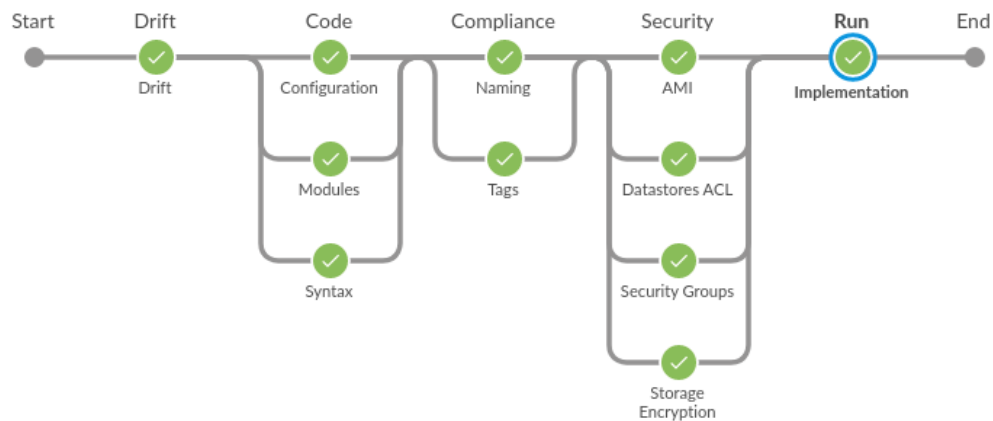 Start
Drift
Code
Compliance
Security
Run
End
Drift
Configuration
Naming
AMI
Implementation
Modules
Tags
Datastores ACL
Syntax
Security Groups
Storage
Encryption